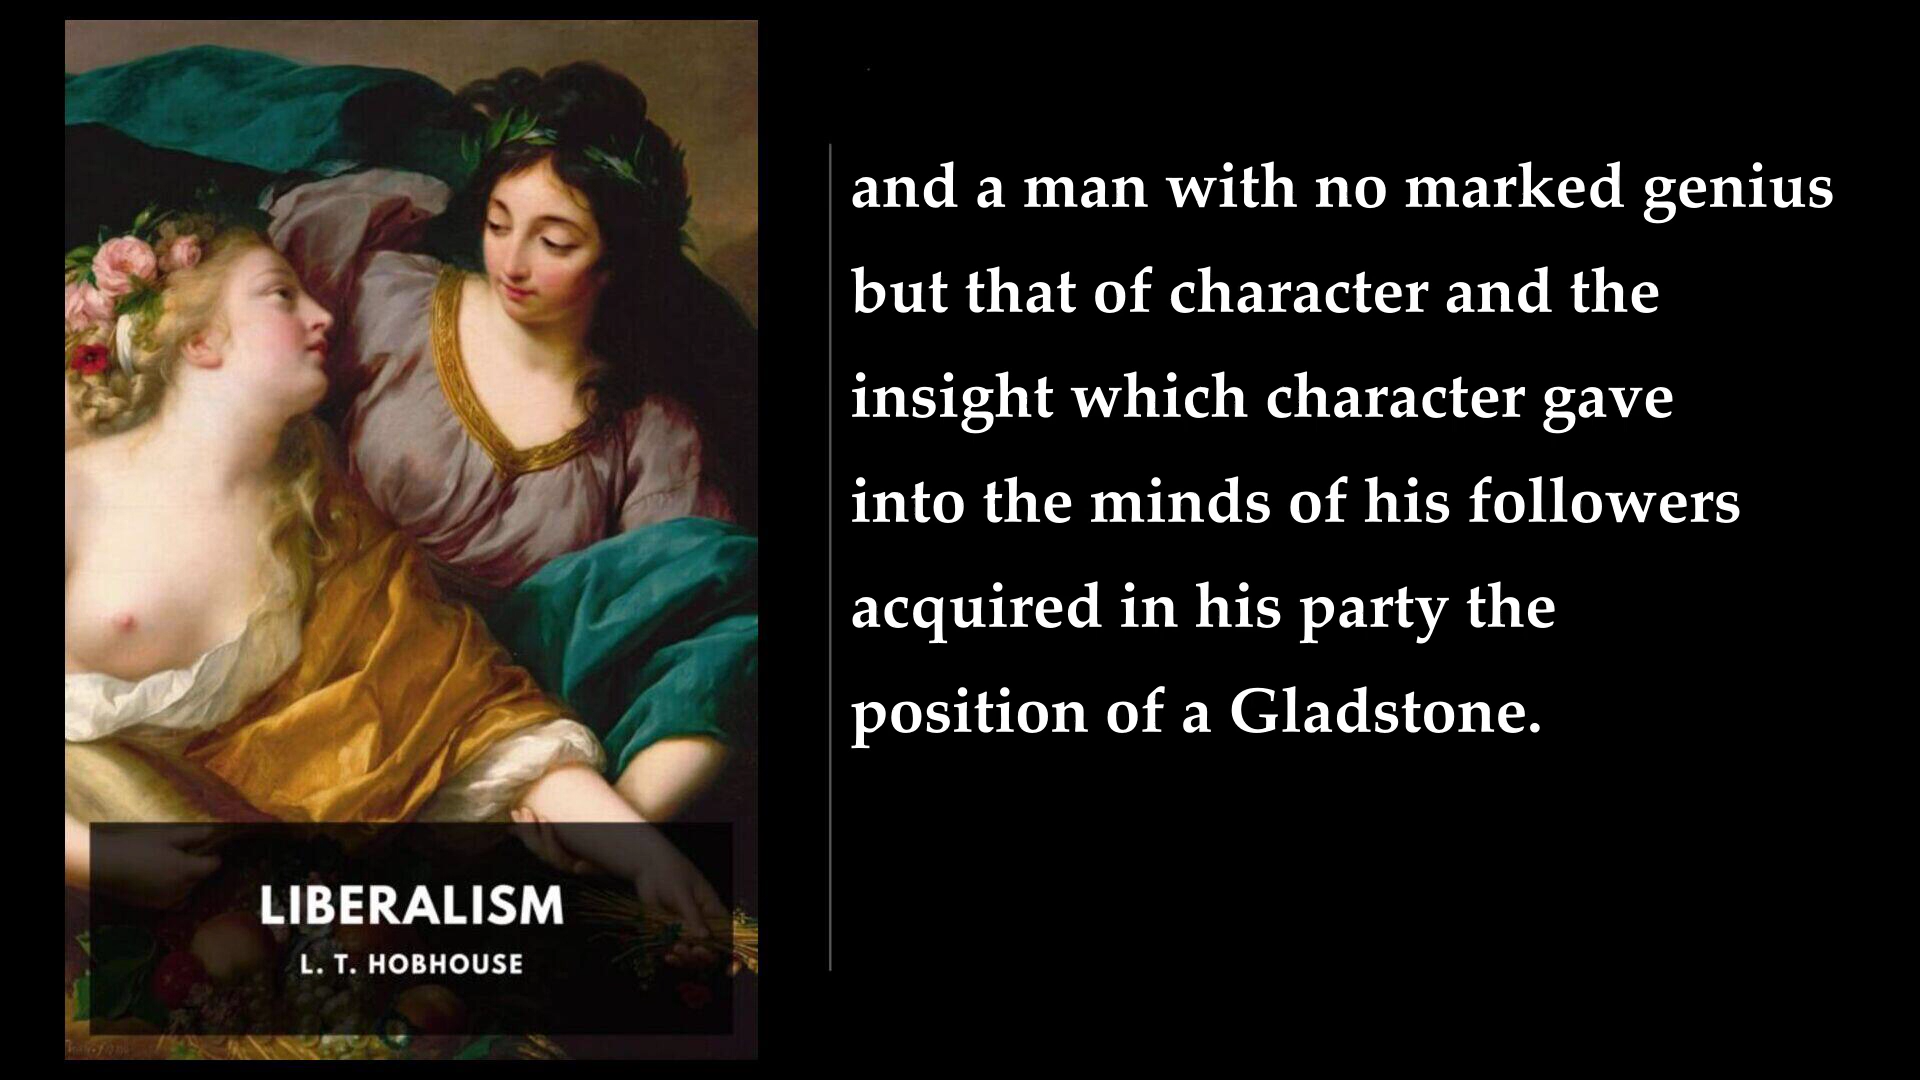 and a man with no marked genius
but that of character and the
insight which character gave
into the minds of his followers
acquired in his party the
position of a Gladstone.
LIBERALISM
L. T. HOBHOUSE